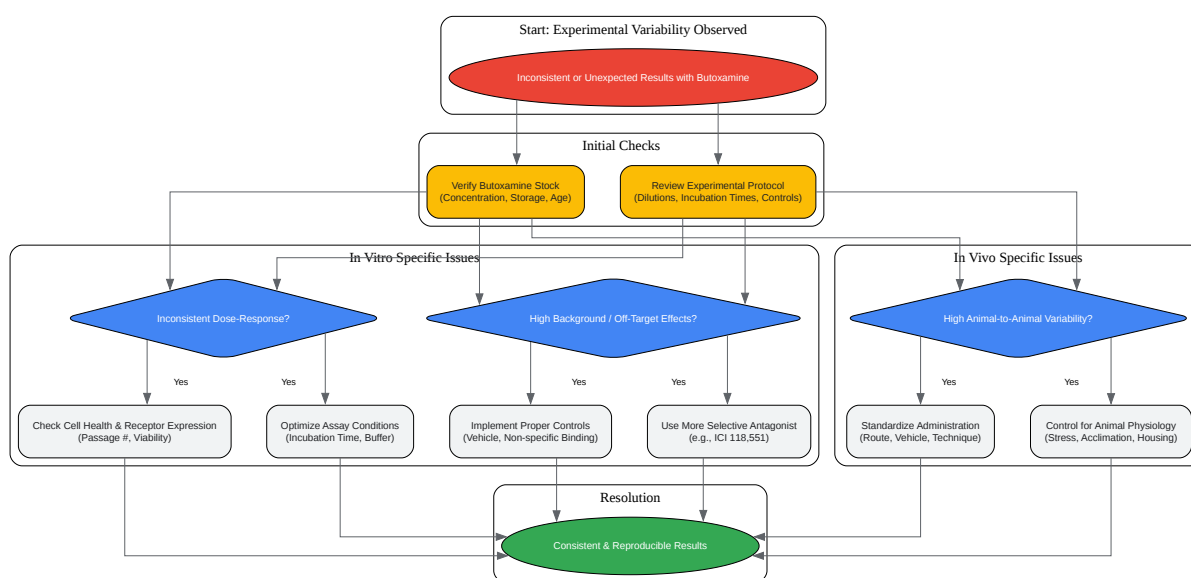 Start: Experimental Variability Observed
Inconsistent or Unexpected Results with Butoxamine
Initial Checks
Verify Butoxamine Stock
(Concentration, Storage, Age)
Review Experimental Protocol
(Dilutions, Incubation Times, Controls)
In Vitro Specific Issues
In Vivo Specific Issues
Inconsistent Dose-Response?
High Background / Off-Target Effects?
High Animal-to-Animal Variability?
Yes
Yes
Yes
Yes
Yes
Yes
Check Cell Health & Receptor Expression
(Passage #, Viability)
Optimize Assay Conditions
(Incubation Time, Buffer)
Implement Proper Controls
(Vehicle, Non-specific Binding)
Use More Selective Antagonist
(e.g., ICI 118,551)
Standardize Administration
(Route, Vehicle, Technique)
Control for Animal Physiology
(Stress, Acclimation, Housing)
Resolution
Consistent & Reproducible Results